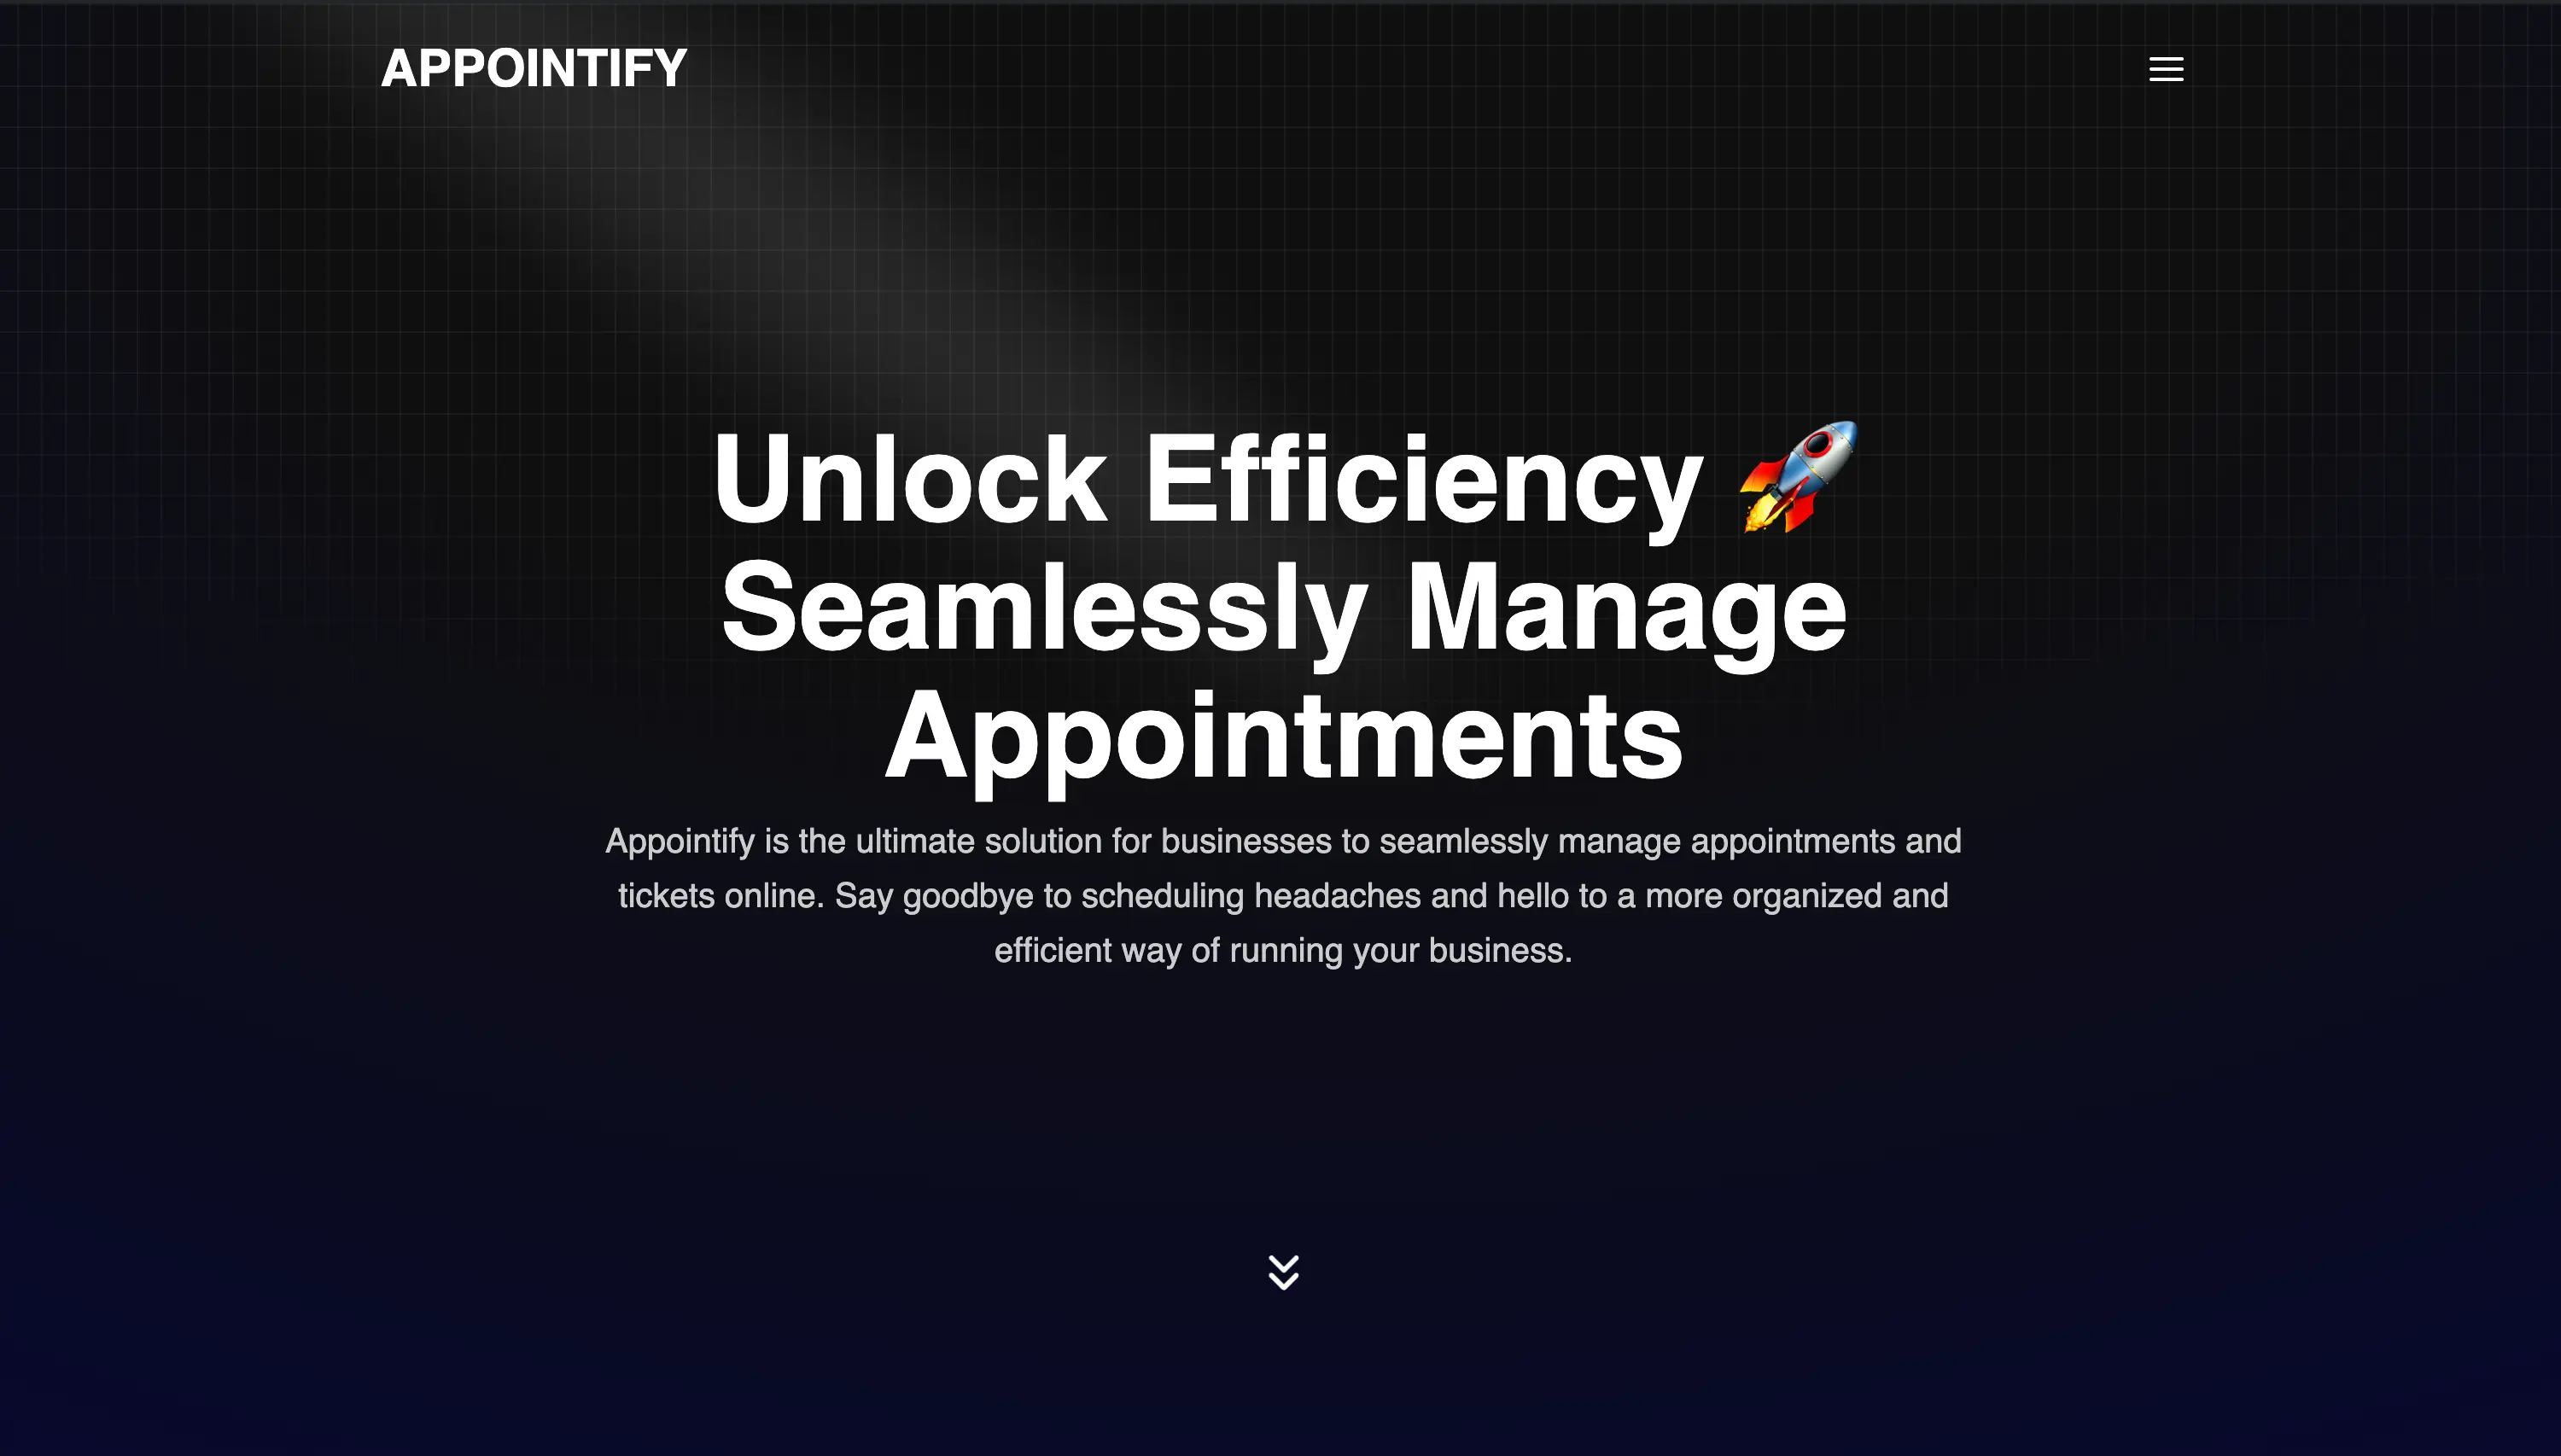 APPOINTIFY
Unlock Efficiency 🚀
Seamlessly Manage
Appointments
Appointify is the ultimate solution for businesses to seamlessly manage appointments and
tickets online. Say goodbye to scheduling headaches and hello to a more organized and
efficient way of running your business.